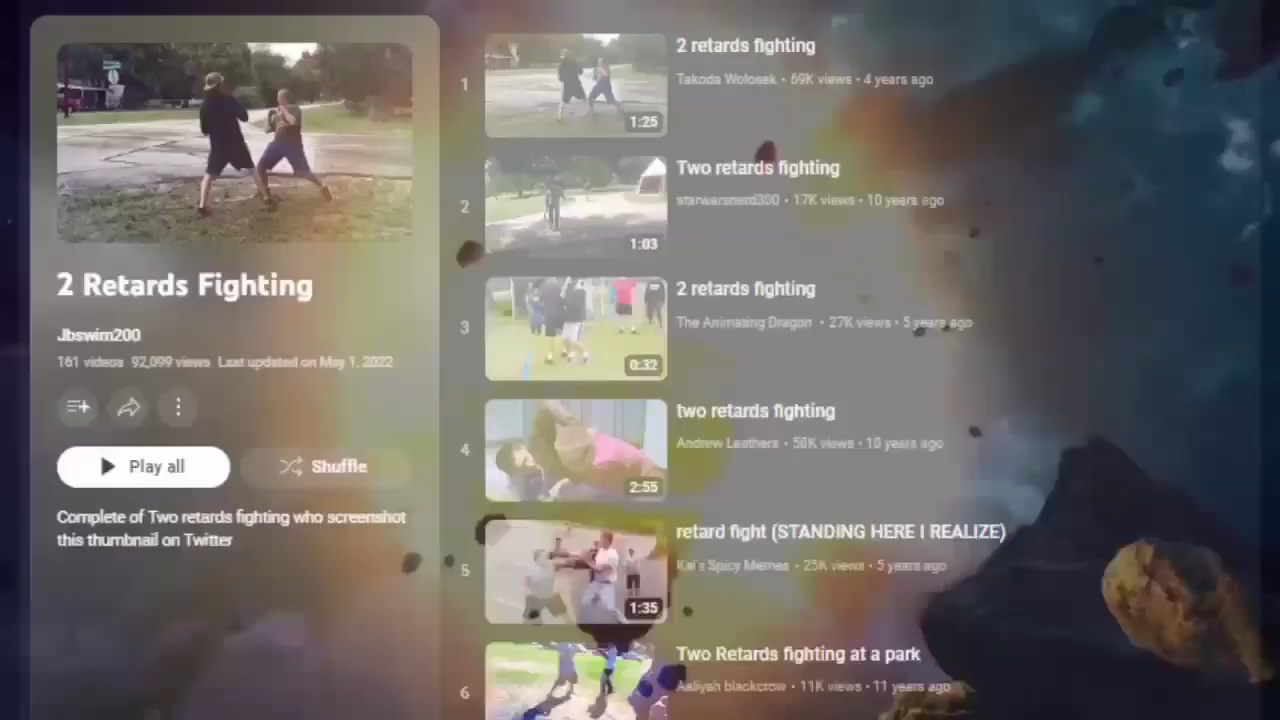 2 Retards Fighting
Jbswim200
161 videos 92,099 views Last updated on May 1, 2022
Play all
Shuffle
Complete of Two retards fighting who screenshot
this thumbnail on Twitter
1
1:25
2 retards fighting
Takoda Wolosek • 69K views • 4 years ago
2
1:03
Two retards fighting
starwarsnerd300 • 17K views • 10 years ago
3
0:32
2 retards fighting
The Animating Dragon • 27K views • 5 years ago
4
2:55
two retards fighting
Andrew Leathers • 50K views • 10 years ago
5
1:35
retard fight (STANDING HERE I REALIZE)
Kai's Spicy Memes • 25K views • 5 years ago
6
Two Retards fighting at a park
Aaliyah blackcrow • 11K views • 11 years ago